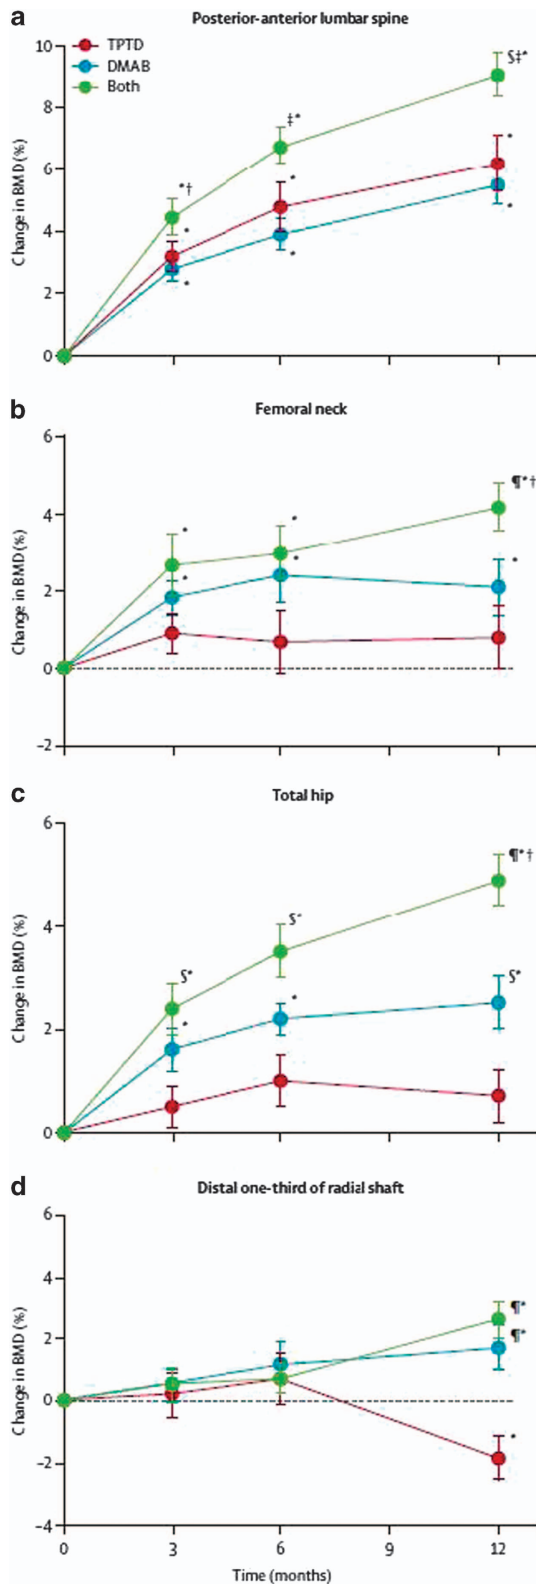 a
Posterior-anterior lumbar spine
TPTD
DMAB
Both
Change in BMD (%)
10
8
6
4
2
0
*†
*
*
‡*
*
*
S‡*
*
*
b
Femoral neck
Change in BMD (%)
6
4
2
0
–2
*
*
*
*
¶*†
*
c
Total hip
Change in BMD (%)
6
4
2
0
S*
*
S*
*
¶*†
S*
d
Distal one-third of radial shaft
Change in BMD (%)
6
4
2
0
–2
–4
¶*
¶*
*
0
3
6
9
12
Time (months)